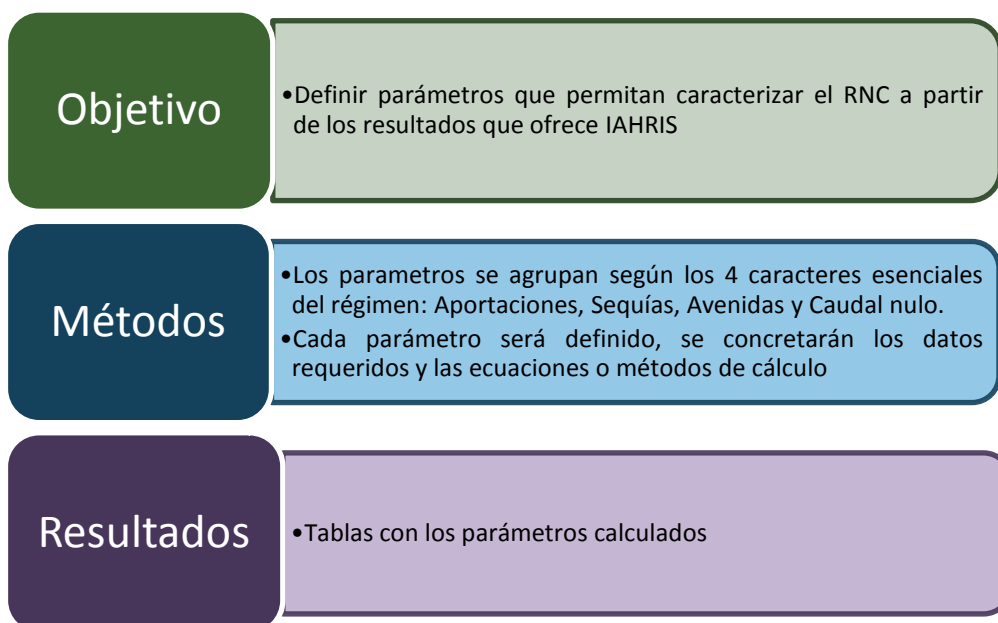 Objetivo
•Definir parámetros que permitan caracterizar el RNC a partir
de los resultados que ofrece IAHRIS
Métodos
•Los parametros se agrupan según los 4 caracteres esenciales
del régimen: Aportaciones, Sequías, Avenidas y Caudal nulo.
•Cada parámetro será definido, se concretarán los datos
requeridos y las ecuaciones o métodos de cálculo
Resultados
•Tablas con los parámetros calculados